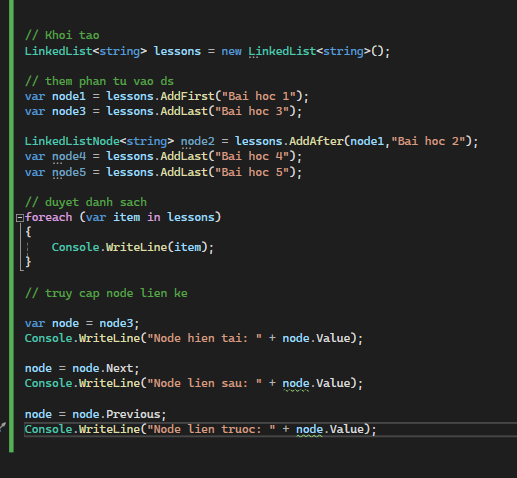 // Khoi tao
LinkedList<string> lessons = new LinkedList<string>();
// them phan tu vao ds
var node1 = lessons.AddFirst("Bai hoc 1");
var node3 = lessons.AddLast("Bai hoc 3");
LinkedListNode<string> node2 = lessons.AddAfter(node1,"Bai hoc 2");
var node4 = lessons.AddLast("Bai hoc 4");
var node5 = lessons.AddLast("Bai hoc 5");
// duyet danh sach
foreach (var item in lessons)
{
    Console.WriteLine(item);
}
// truy cap node lien ke
var node = node3;
Console.WriteLine("Node hien tai: " + node.Value);
node = node.Next;
Console.WriteLine("Node lien sau: " + node.Value);
node = node.Previous;
Console.WriteLine("Node lien truoc: " + node.Value);